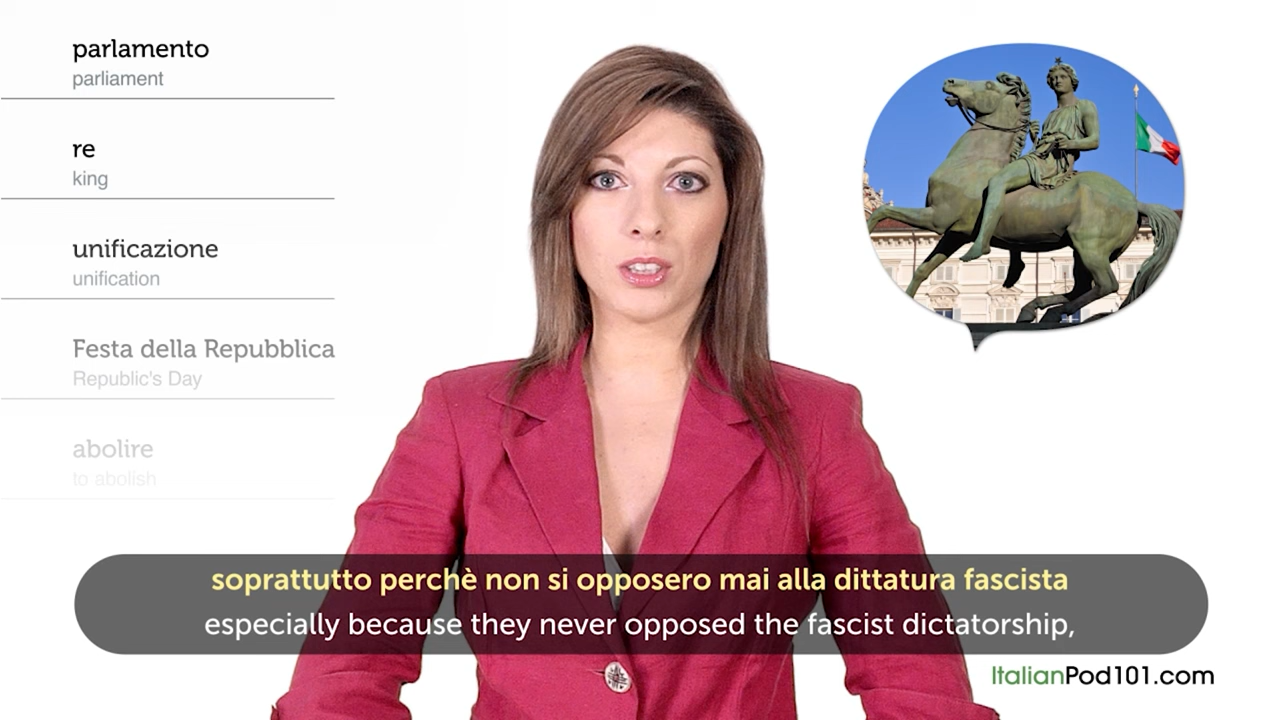 parlamento
parliament
re
king
unificazione
unification
Festa della Repubblica
Republic's Day
abolire
to abolish
soprattutto perchè non si opposero mai alla dittatura fascista
especially because they never opposed the fascist dictatorship,
ItalianPod101.com